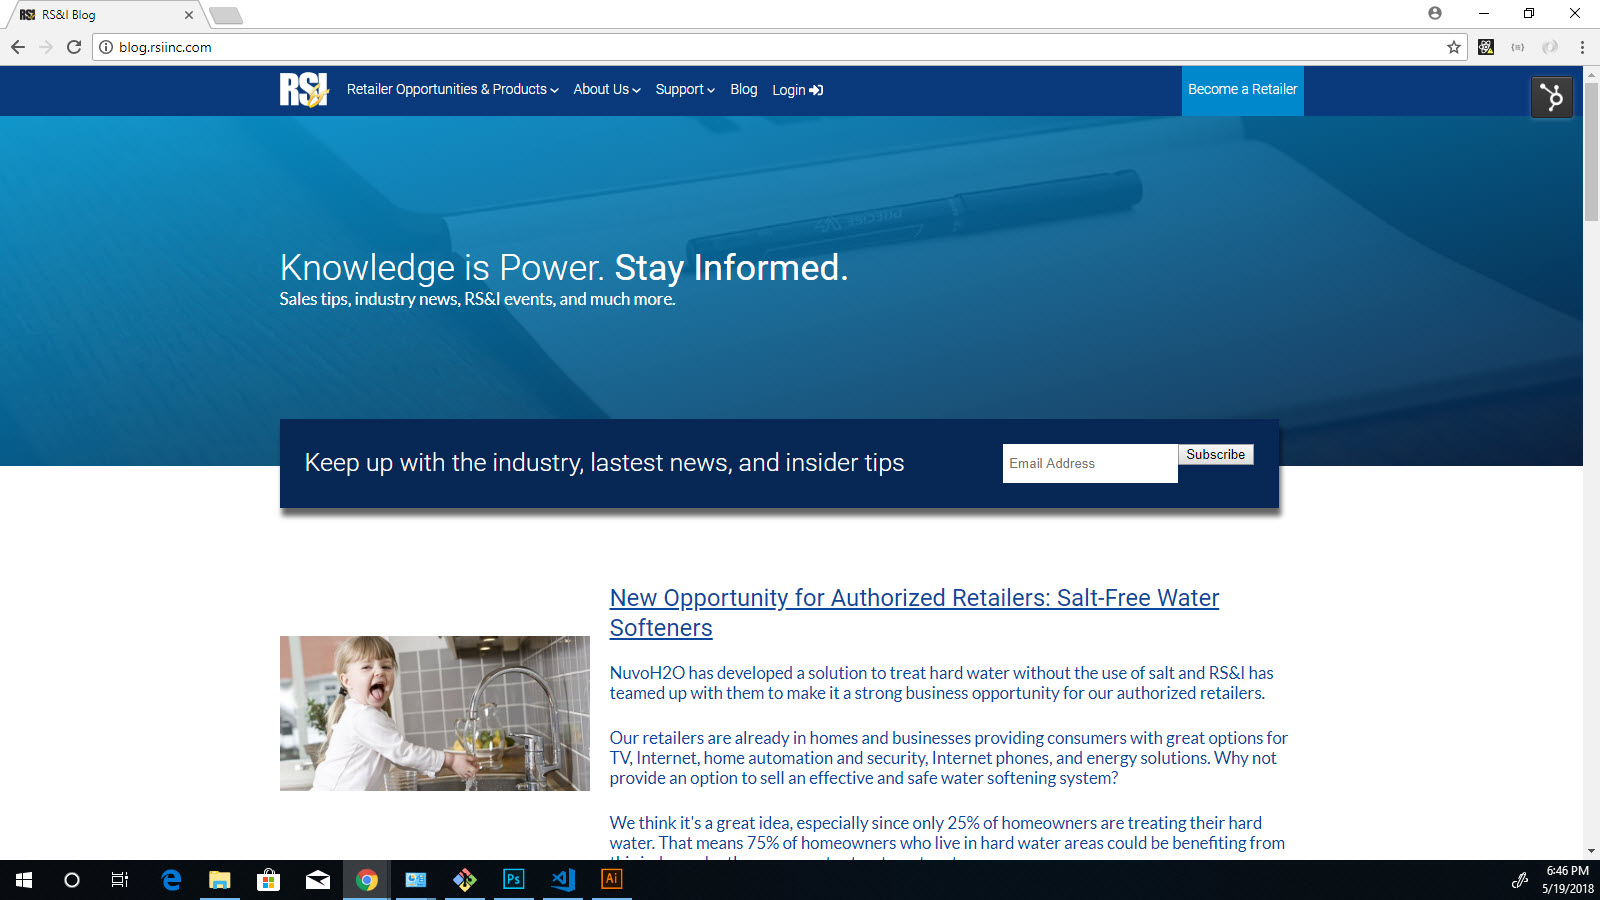 RS&I Blog
blog.rsiinc.com
RS&I
Retailer Opportunities & Products
About Us
Support
Blog
Login
Become a Retailer
PRECISE
Knowledge is Power. Stay Informed.
Sales tips, industry news, RS&I events, and much more.
Keep up with the industry, lastest news, and insider tips
Email Address
Subscribe
New Opportunity for Authorized Retailers: Salt-Free Water
Softeners
NuvoH2O has developed a solution to treat hard water without the use of salt and RS&I has
teamed up with them to make it a strong business opportunity for our authorized retailers.
Our retailers are already in homes and businesses providing consumers with great options for
TV, Internet, home automation and security, Internet phones, and energy solutions. Why not
provide an option to sell an effective and safe water softening system?
We think it's a great idea, especially since only 25% of homeowners are treating their hard
water. That means 75% of homeowners who live in hard water areas could be benefiting from
Ps
Ai
6:46 PM
5/19/2018